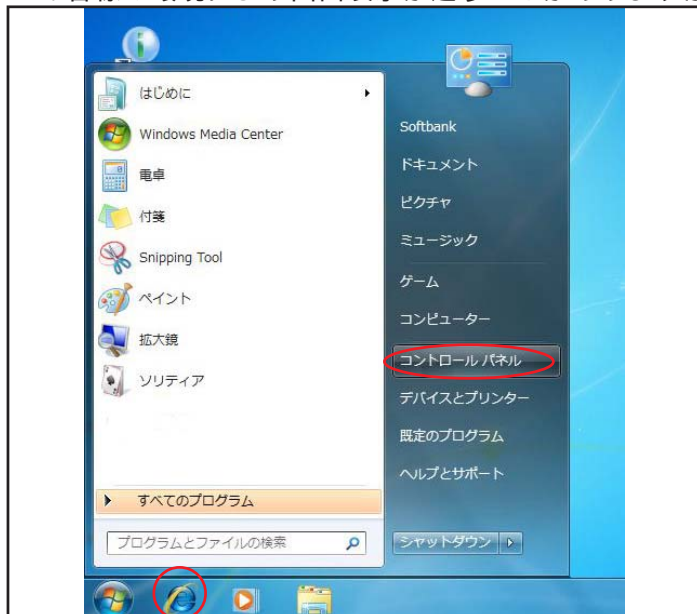 はじめに
Windows Media Center
電卓
付箋
Snipping Tool
ペイント
拡大鏡
ソリティア
すべてのプログラム
プログラムとファイルの検索
Softbank
ドキュメント
ピクチャ
ミュージック
ゲーム
コンピューター
コントロール パネル
デバイスとプリンター
既定のプログラム
ヘルプとサポート
シャットダウン